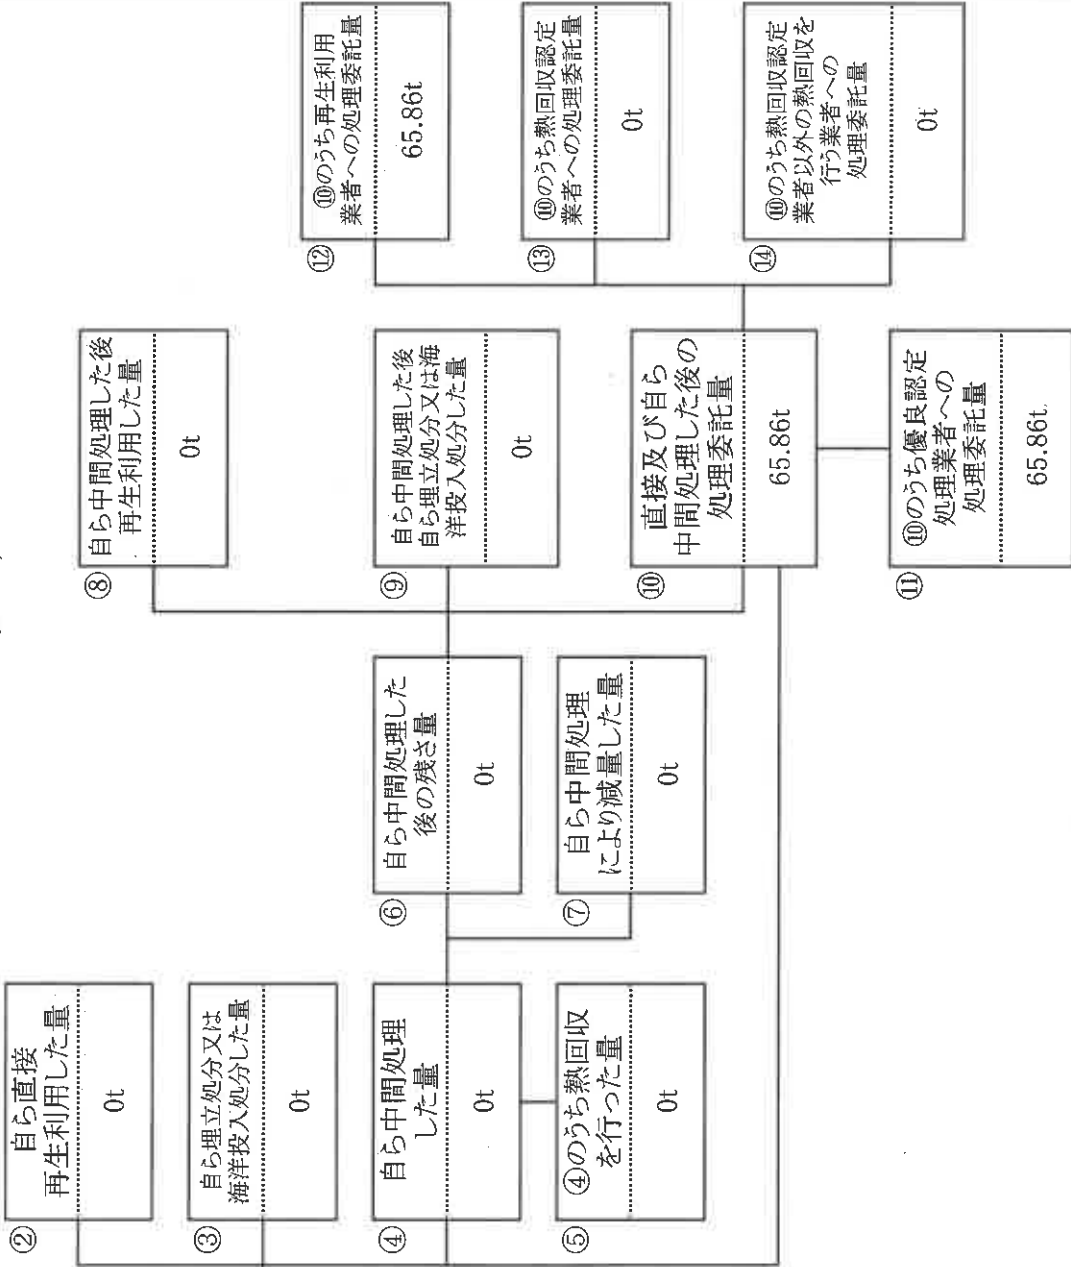 ②
自ら直接
再生利用した量
0t
③
自ら埋立処分又は
海洋投入処分した量
0t
④
自ら中間処理
した量
0t
⑤
④のうち熱回収
を行った量
0t
⑥
自ら中間処理した
後の残さ量
0t
⑦
自ら中間処理
により減量した量
0t
⑧
自ら中間処理した後
再生利用した量
0t
⑨
自ら中間処理した後
自ら埋立処分又は海
洋投入処分した量
0t
⑩
直接及び自ら
中間処理した後の
処理委託量
65.86t
⑪
⑩のうち優良認定
処理業者への
処理委託量
65.86t
⑫
⑩のうち再生利用
業者への処理委託量
65.86t
⑬
⑩のうち熱回収認定
業者への処理委託量
0t
⑭
⑩のうち熱回収認定
業者以外の熱回収を
行う業者への
処理委託量
0t